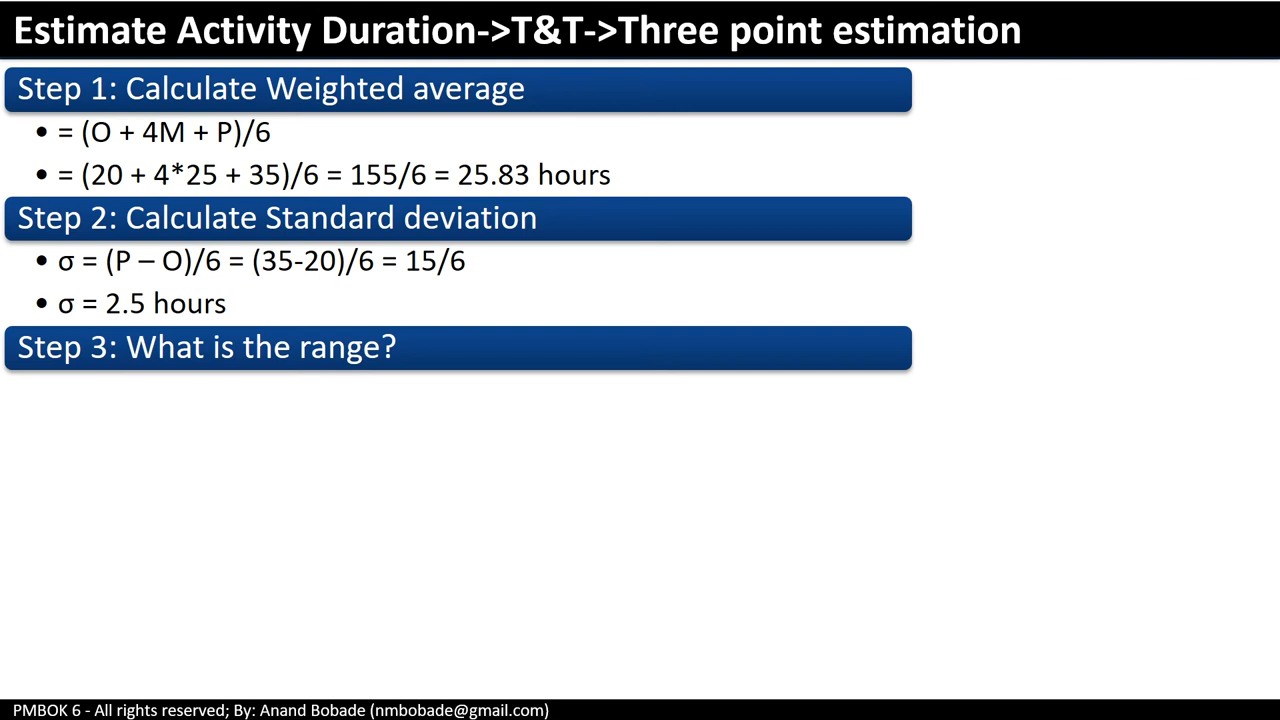 Estimate Activity Duration->T&T->Three point estimation
Step 1: Calculate Weighted average
• = (O + 4M + P)/6
• = (20 + 4*25 + 35)/6 = 155/6 = 25.83 hours
Step 2: Calculate Standard deviation
• σ = (P – O)/6 = (35-20)/6 = 15/6
• σ = 2.5 hours
Step 3: What is the range?
PMBOK 6 - All rights reserved; By: Anand Bobade (nmbobade@gmail.com)